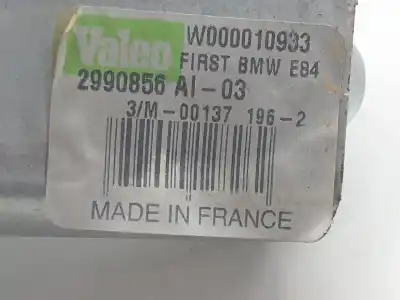 Valeo W000010933
FIRST BMW E84
2990856 AI-03
3/M-00137 196-2
MADE IN FRANCE